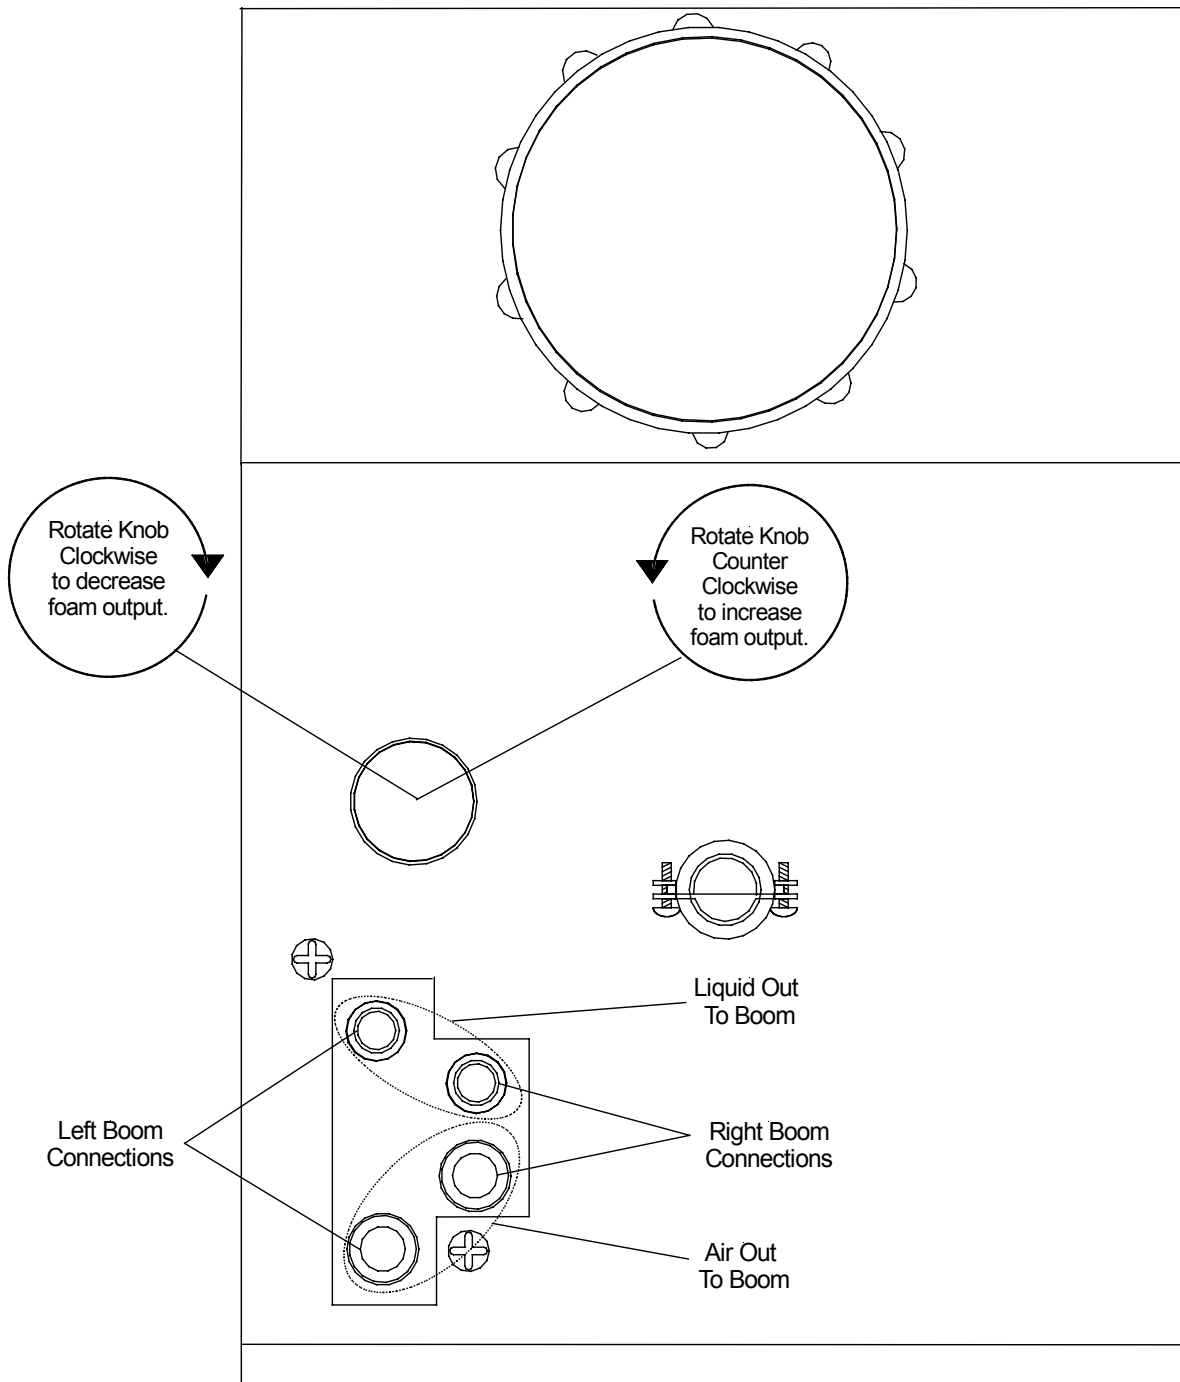 Rotate Knob
Clockwise
to decrease
foam output.
Rotate Knob
Counter
Clockwise
to increase
foam output.
Liquid Out
To Boom
Left Boom
Connections
Right Boom
Connections
Air Out
To Boom